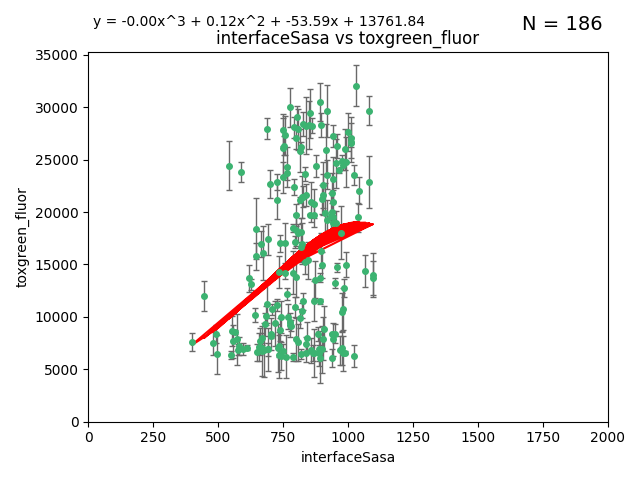 y = -0.00x^3 + 0.12x^2 + -53.59x + 13761.84
N = 186
interfaceSasa vs toxgreen_fluor
35000
30000
25000
20000
15000
10000
5000
0
toxgreen_fluor
0 250 500 750 1000 1250 1500 1750 2000
interfaceSasa